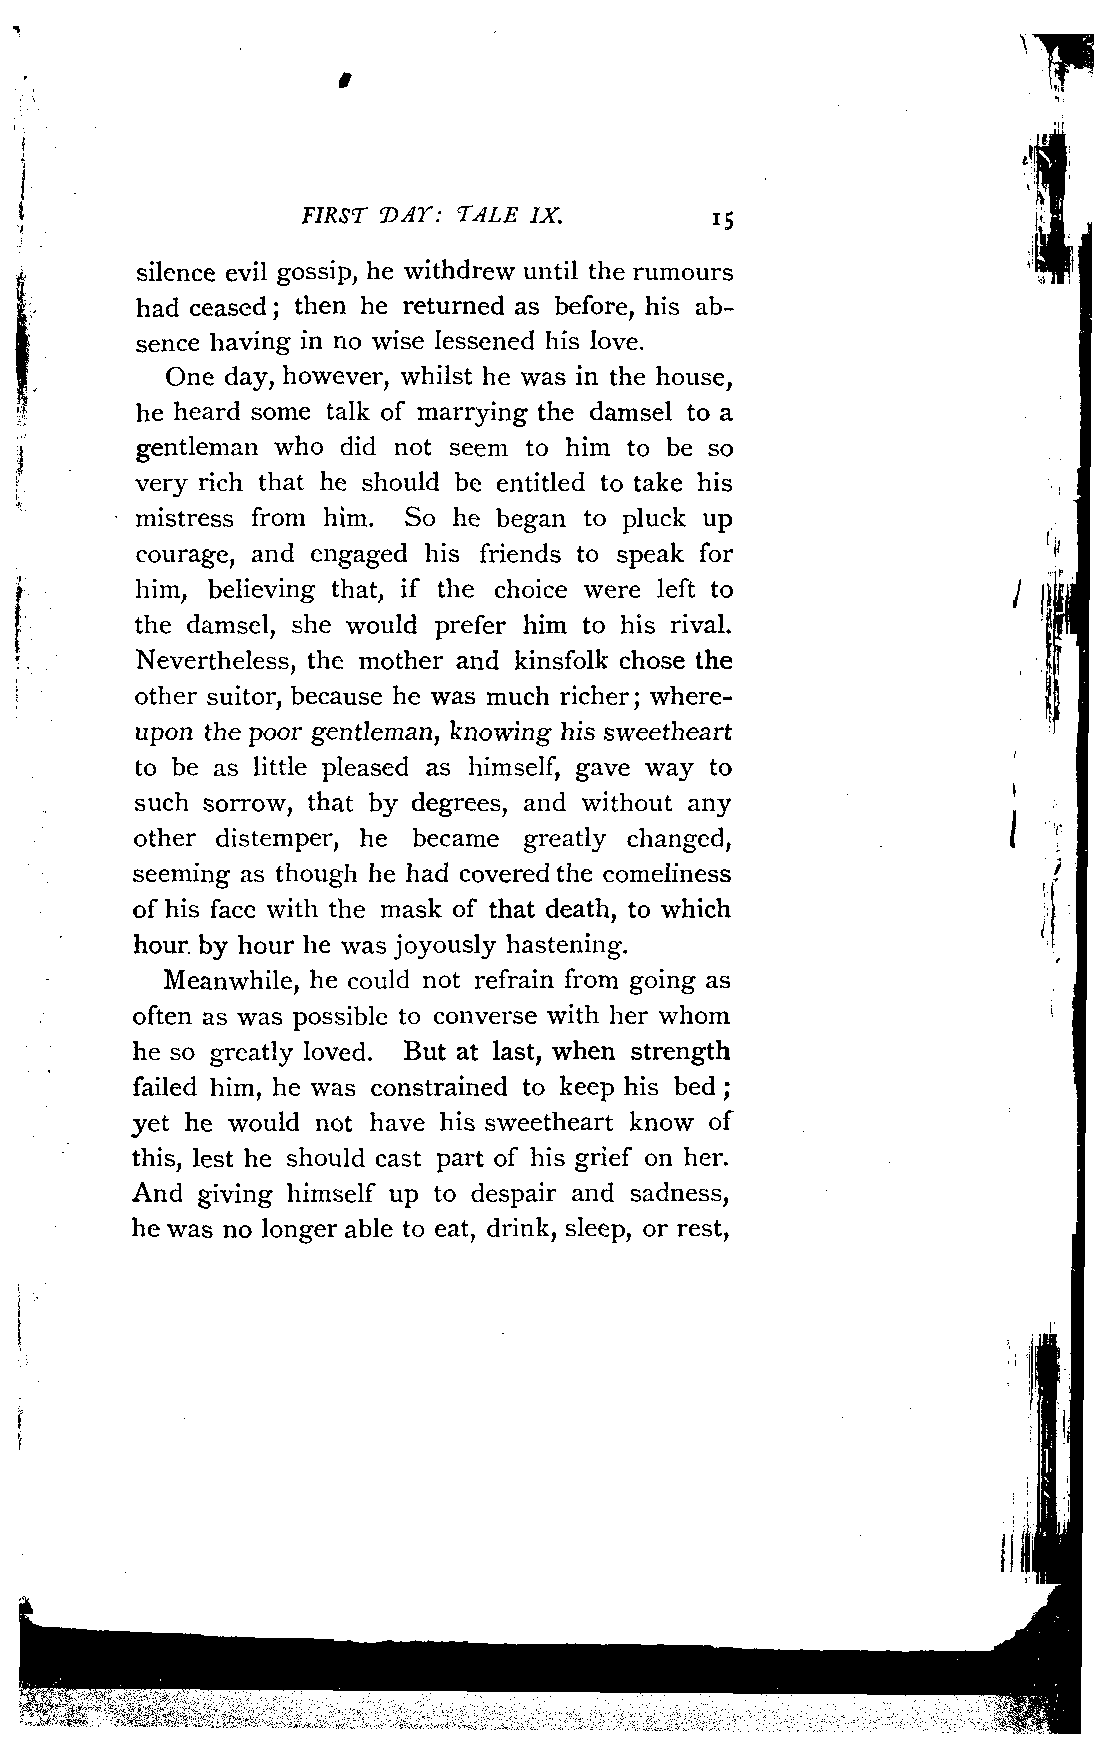 FIRST DAY: TALE IX. 15
silence evil gossip, he withdrew until the rumours
had ceased; then he returned as before, his ab-
sence having in no wise lessened his love.
One day, however, whilst he was in the house,
he heard some talk of marrying the damsel to a
gentleman who did not seem to him to be so
very rich that he should be entitled to take his
mistress from him. So he began to pluck up
courage, and engaged his friends to speak for
him, believing that, if the choice were left to
the damsel, she would prefer him to his rival.
Nevertheless, the mother and kinsfolk chose the
other suitor, because he was much richer; where-
upon the poor gentleman, knowing his sweetheart
to be as little pleased as himself, gave way to
such sorrow, that by degrees, and without any
other distemper, he became greatly changed,
seeming as though he had covered the comeliness
of his face with the mask of that death, to which
hour by hour he was joyously hastening.
Meanwhile, he could not refrain from going as
often as was possible to converse with her whom
he so greatly loved. But at last, when strength
failed him, he was constrained to keep his bed;
yet he would not have his sweetheart know of
this, lest he should cast part of his grief on her.
And giving himself up to despair and sadness,
he was no longer able to eat, drink, sleep, or rest,